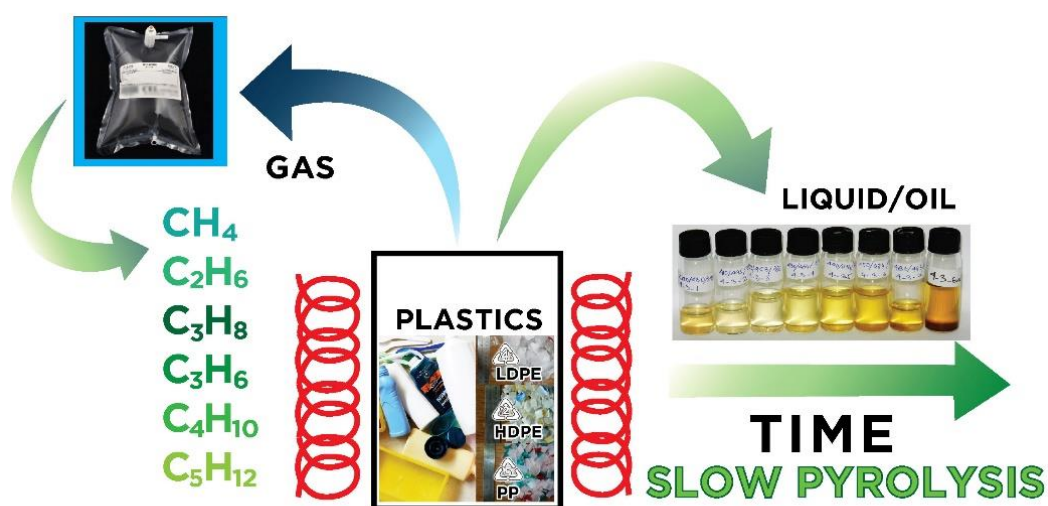 GAS
CH₄
C₂H₆
C₃H₈
C₃H₆
C₄H₁₀
C₅H₁₂
PLASTICS
LDPE
HDPE
PP
LIQUID/OIL
TIME
SLOW PYROLYSIS